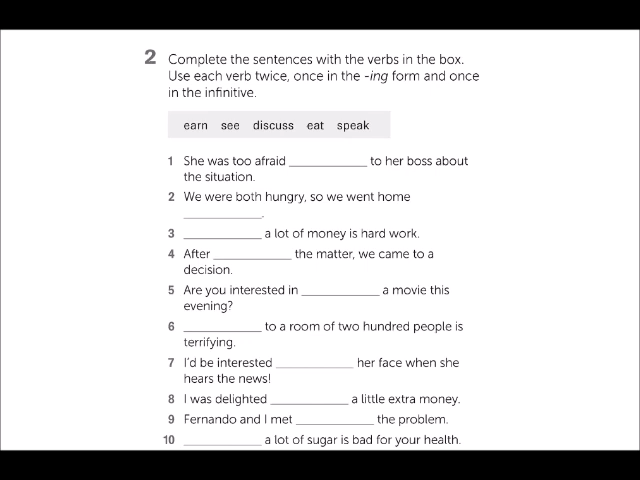 2 Complete the sentences with the verbs in the box.
Use each verb twice, once in the -ing form and once
in the infinitive.
earn see discuss eat speak
1 She was too afraid ____________ to her boss about
the situation.
2 We were both hungry, so we went home
____________.
3 ____________ a lot of money is hard work.
4 After ____________ the matter, we came to a
decision.
5 Are you interested in ____________ a movie this
evening?
6 ____________ to a room of two hundred people is
terrifying.
7 I'd be interested ____________ her face when she
hears the news!
8 I was delighted ____________ a little extra money.
9 Fernando and I met ____________ the problem.
10 ____________ a lot of sugar is bad for your health.